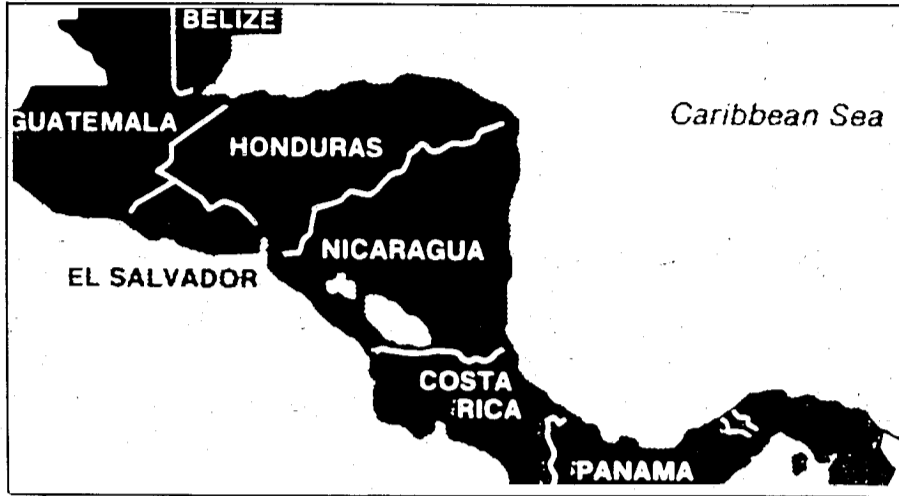 BELIZE
GUATEMALA
Caribbean Sea
HONDURAS
NICARAGUA
EL SALVADOR
COSTA
RICA
PANAMA